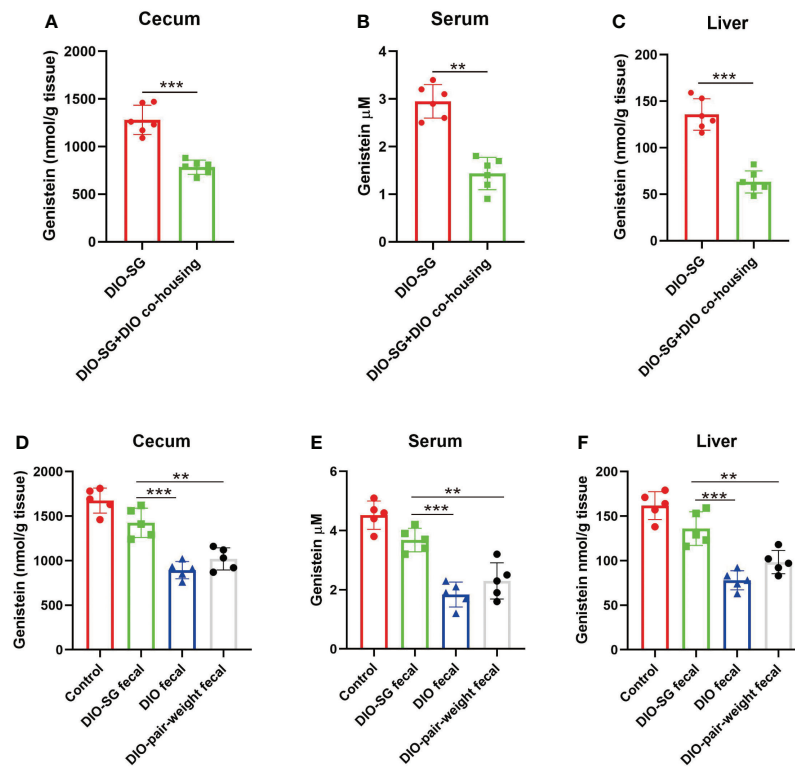 A
Cecum
Genistein (nmol/g tissue)
2000
1500
1000
500
0
***
DIO-SG
DIO-SG+DIO co-housing
B
Serum
Genistein μM
4
3
2
1
0
**
DIO-SG
DIO-SG+DIO co-housing
C
Liver
Genistein (nmol/g tissue)
200
150
100
50
0
***
DIO-SG
DIO-SG+DIO co-housing
D
Cecum
Genistein (nmol/g tissue)
2000
1500
1000
500
0
**
***
Control
DIO-SG fecal
DIO fecal
DIO-pair-weight fecal
E
Serum
Genistein μM
6
4
2
0
**
***
Control
DIO-SG fecal
DIO fecal
DIO-pair-weight fecal
F
Liver
Genistein nmol/g tissue)
200
150
100
50
0
**
***
Control
DIO-SG fecal
DIO fecal
DIO-pair-weight fecal